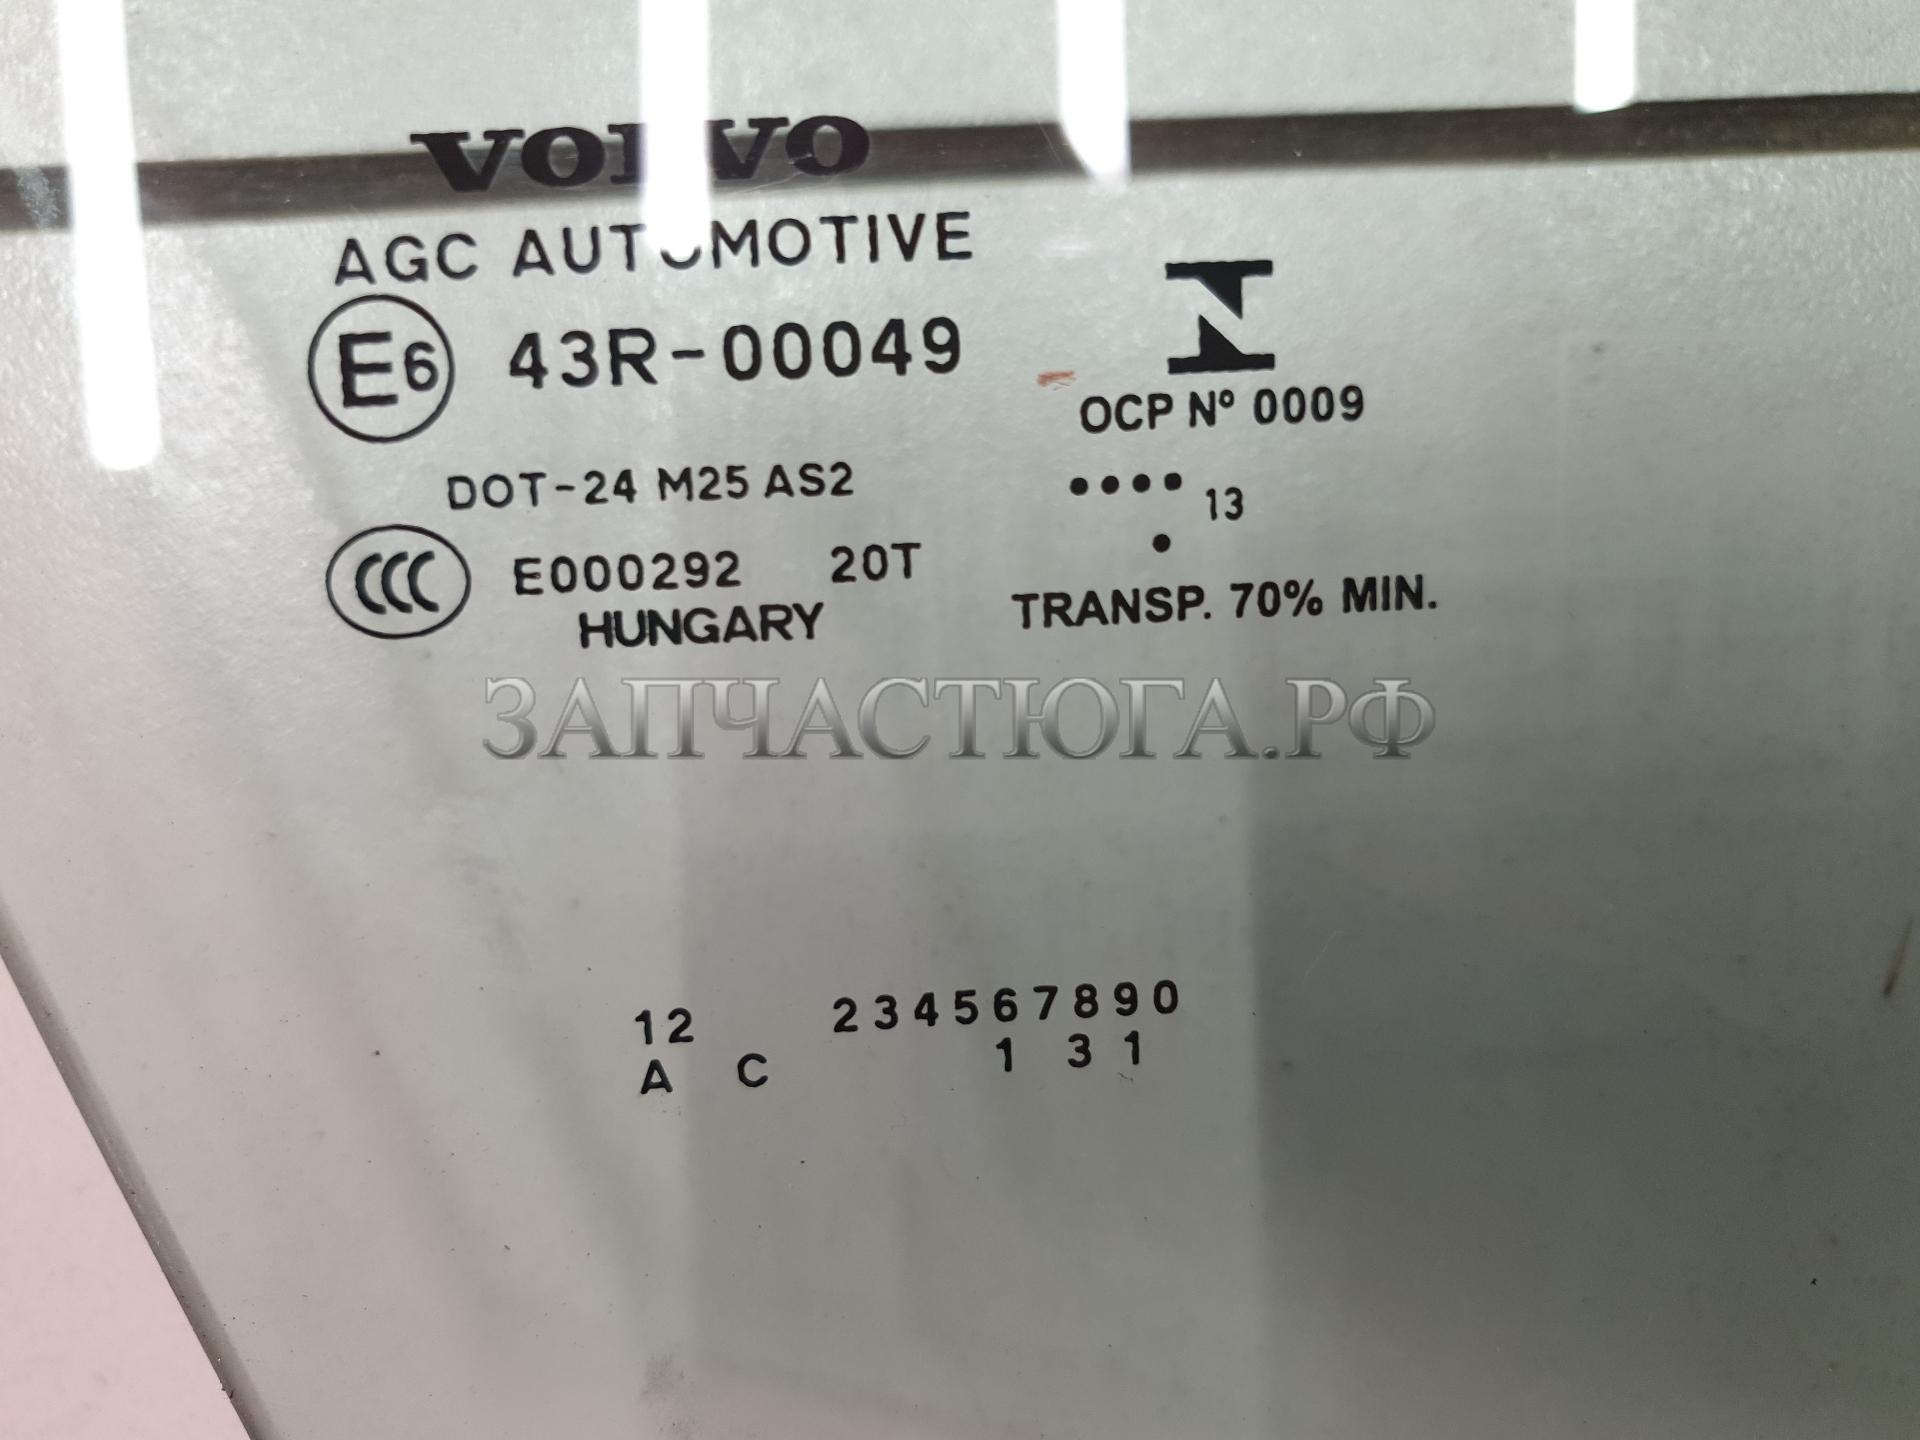 VOLVO
AGC AUTOMOTIVE
E6 43R-00049
OCP Nº 0009
DOT-24 M25 AS2
•••• 13
•
CCC E000292 20T
HUNGARY
TRANSP. 70% MIN.
ЗАПЧАСТЮГА.РФ
12 234567890
A C 1 3 1